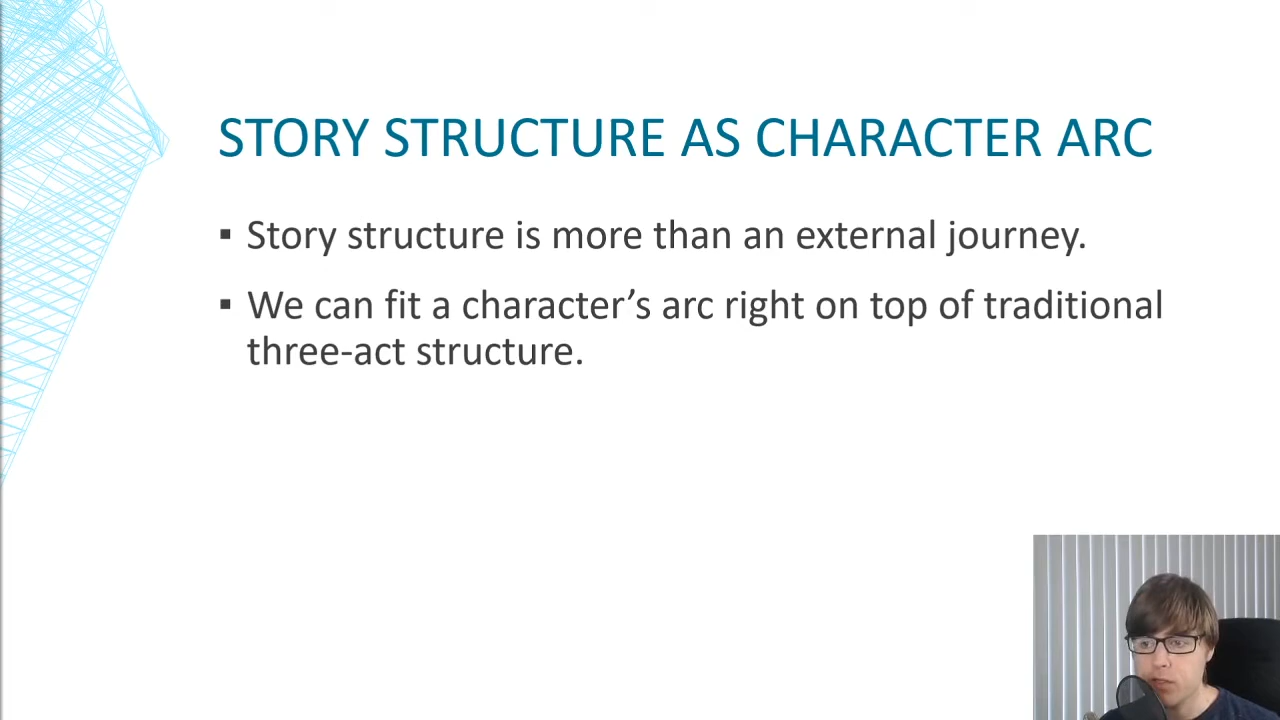 STORY STRUCTURE AS CHARACTER ARC
▪ Story structure is more than an external journey.
▪ We can fit a character’s arc right on top of traditional
three-act structure.